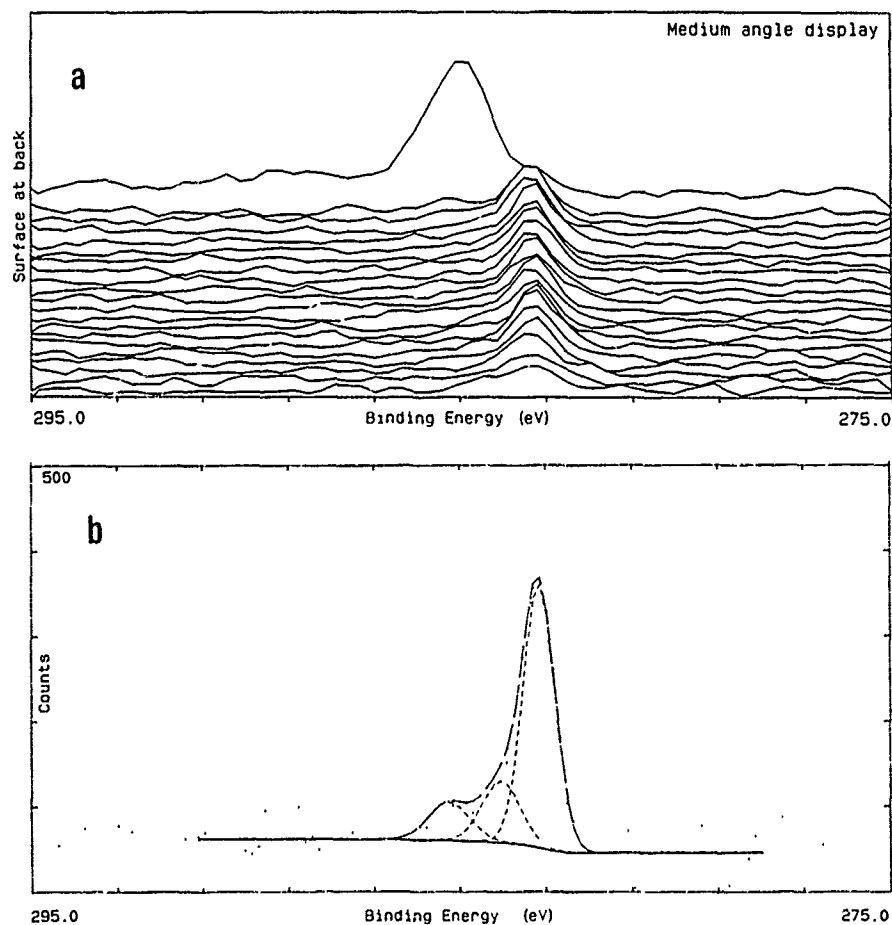 Medium angle display
a
Surface at back
295.0
Binding Energy (eV)
275.0
500
b
Counts
295.0
Binding Energy (eV)
275.0